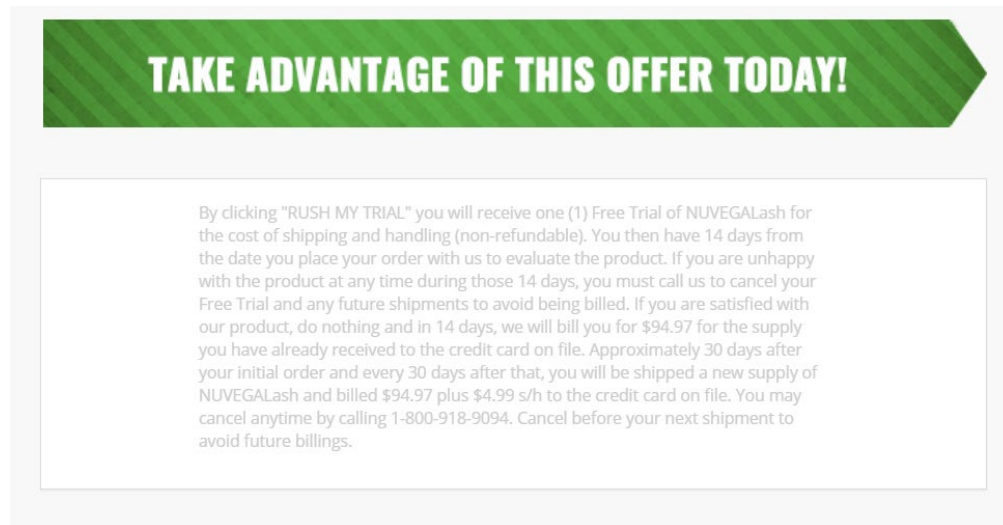 TAKE ADVANTAGE OF THIS OFFER TODAY!
By clicking "RUSH MY TRIAL" you will receive one (1) Free Trial of NUVEGALash for
the cost of shipping and handling (non-refundable). You then have 14 days from
the date you place your order with us to evaluate the product. If you are unhappy
with the product at any time during those 14 days, you must call us to cancel your
Free Trial and any future shipments to avoid being billed. If you are satisfied with
our product, do nothing and in 14 days, we will bill you for $94.97 for the supply
you have already received to the credit card on file. Approximately 30 days after
your initial order and every 30 days after that, you will be shipped a new supply of
NUVEGALash and billed $94.97 plus $4.99 s/h to the credit card on file. You may
cancel anytime by calling 1-800-918-9094. Cancel before your next shipment to
avoid future billings.